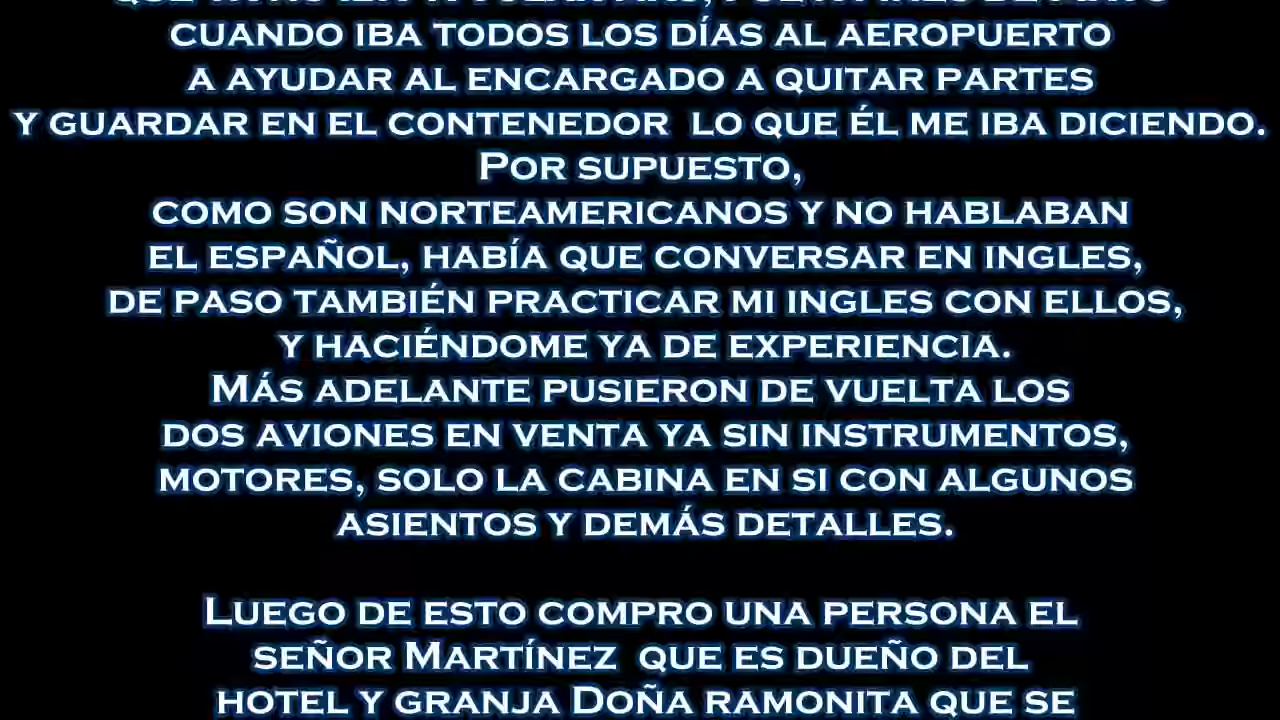 CUANDO IBA TODOS LOS DÍAS AL AEROPUERTO
A AYUDAR AL ENCARGADO A QUITAR PARTES
Y GUARDAR EN EL CONTENEDOR LO QUE ÉL ME IBA DICIENDO.
POR SUPUESTO,
COMO SON NORTEAMERICANOS Y NO HABLABAN
EL ESPAÑOL, HABÍA QUE CONVERSAR EN INGLES,
DE PASO TAMBIÉN PRACTICAR MI INGLES CON ELLOS,
Y HACIÉNDOME YA DE EXPERIENCIA.
MÁS ADELANTE PUSIERON DE VUELTA LOS
DOS AVIONES EN VENTA YA SIN INSTRUMENTOS,
MOTORES, SOLO LA CABINA EN SI CON ALGUNOS
ASIENTOS Y DEMÁS DETALLES.
LUEGO DE ESTO COMPRO UNA PERSONA EL
SEÑOR MARTÍNEZ QUE ES DUEÑO DEL
HOTEL Y GRANJA DOÑA RAMONITA QUE SE